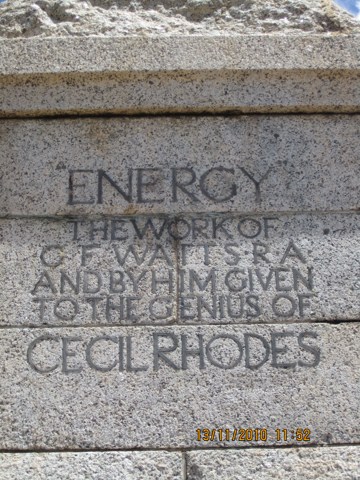 "ENERGY"
THE WORK OF
G F WATTS R A
AND BY HIM GIVEN
TO THE GENIUS OF
CECIL RHODES
13/11/2010 11:52